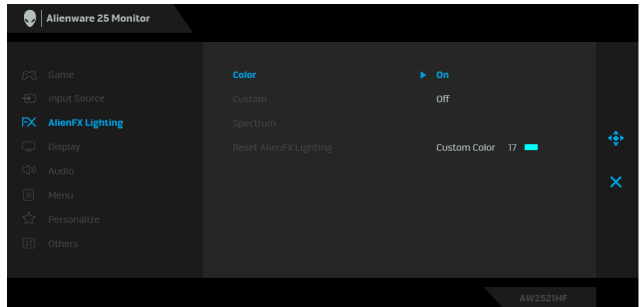 Alienware 25 Monitor
Game
Input Source
FX AlienFX Lighting
Display
Audio
Menu
Personalize
Others
Color On
Custom Off
Spectrum
Reset AlienFX Lighting Custom Color 17
AW2521HF